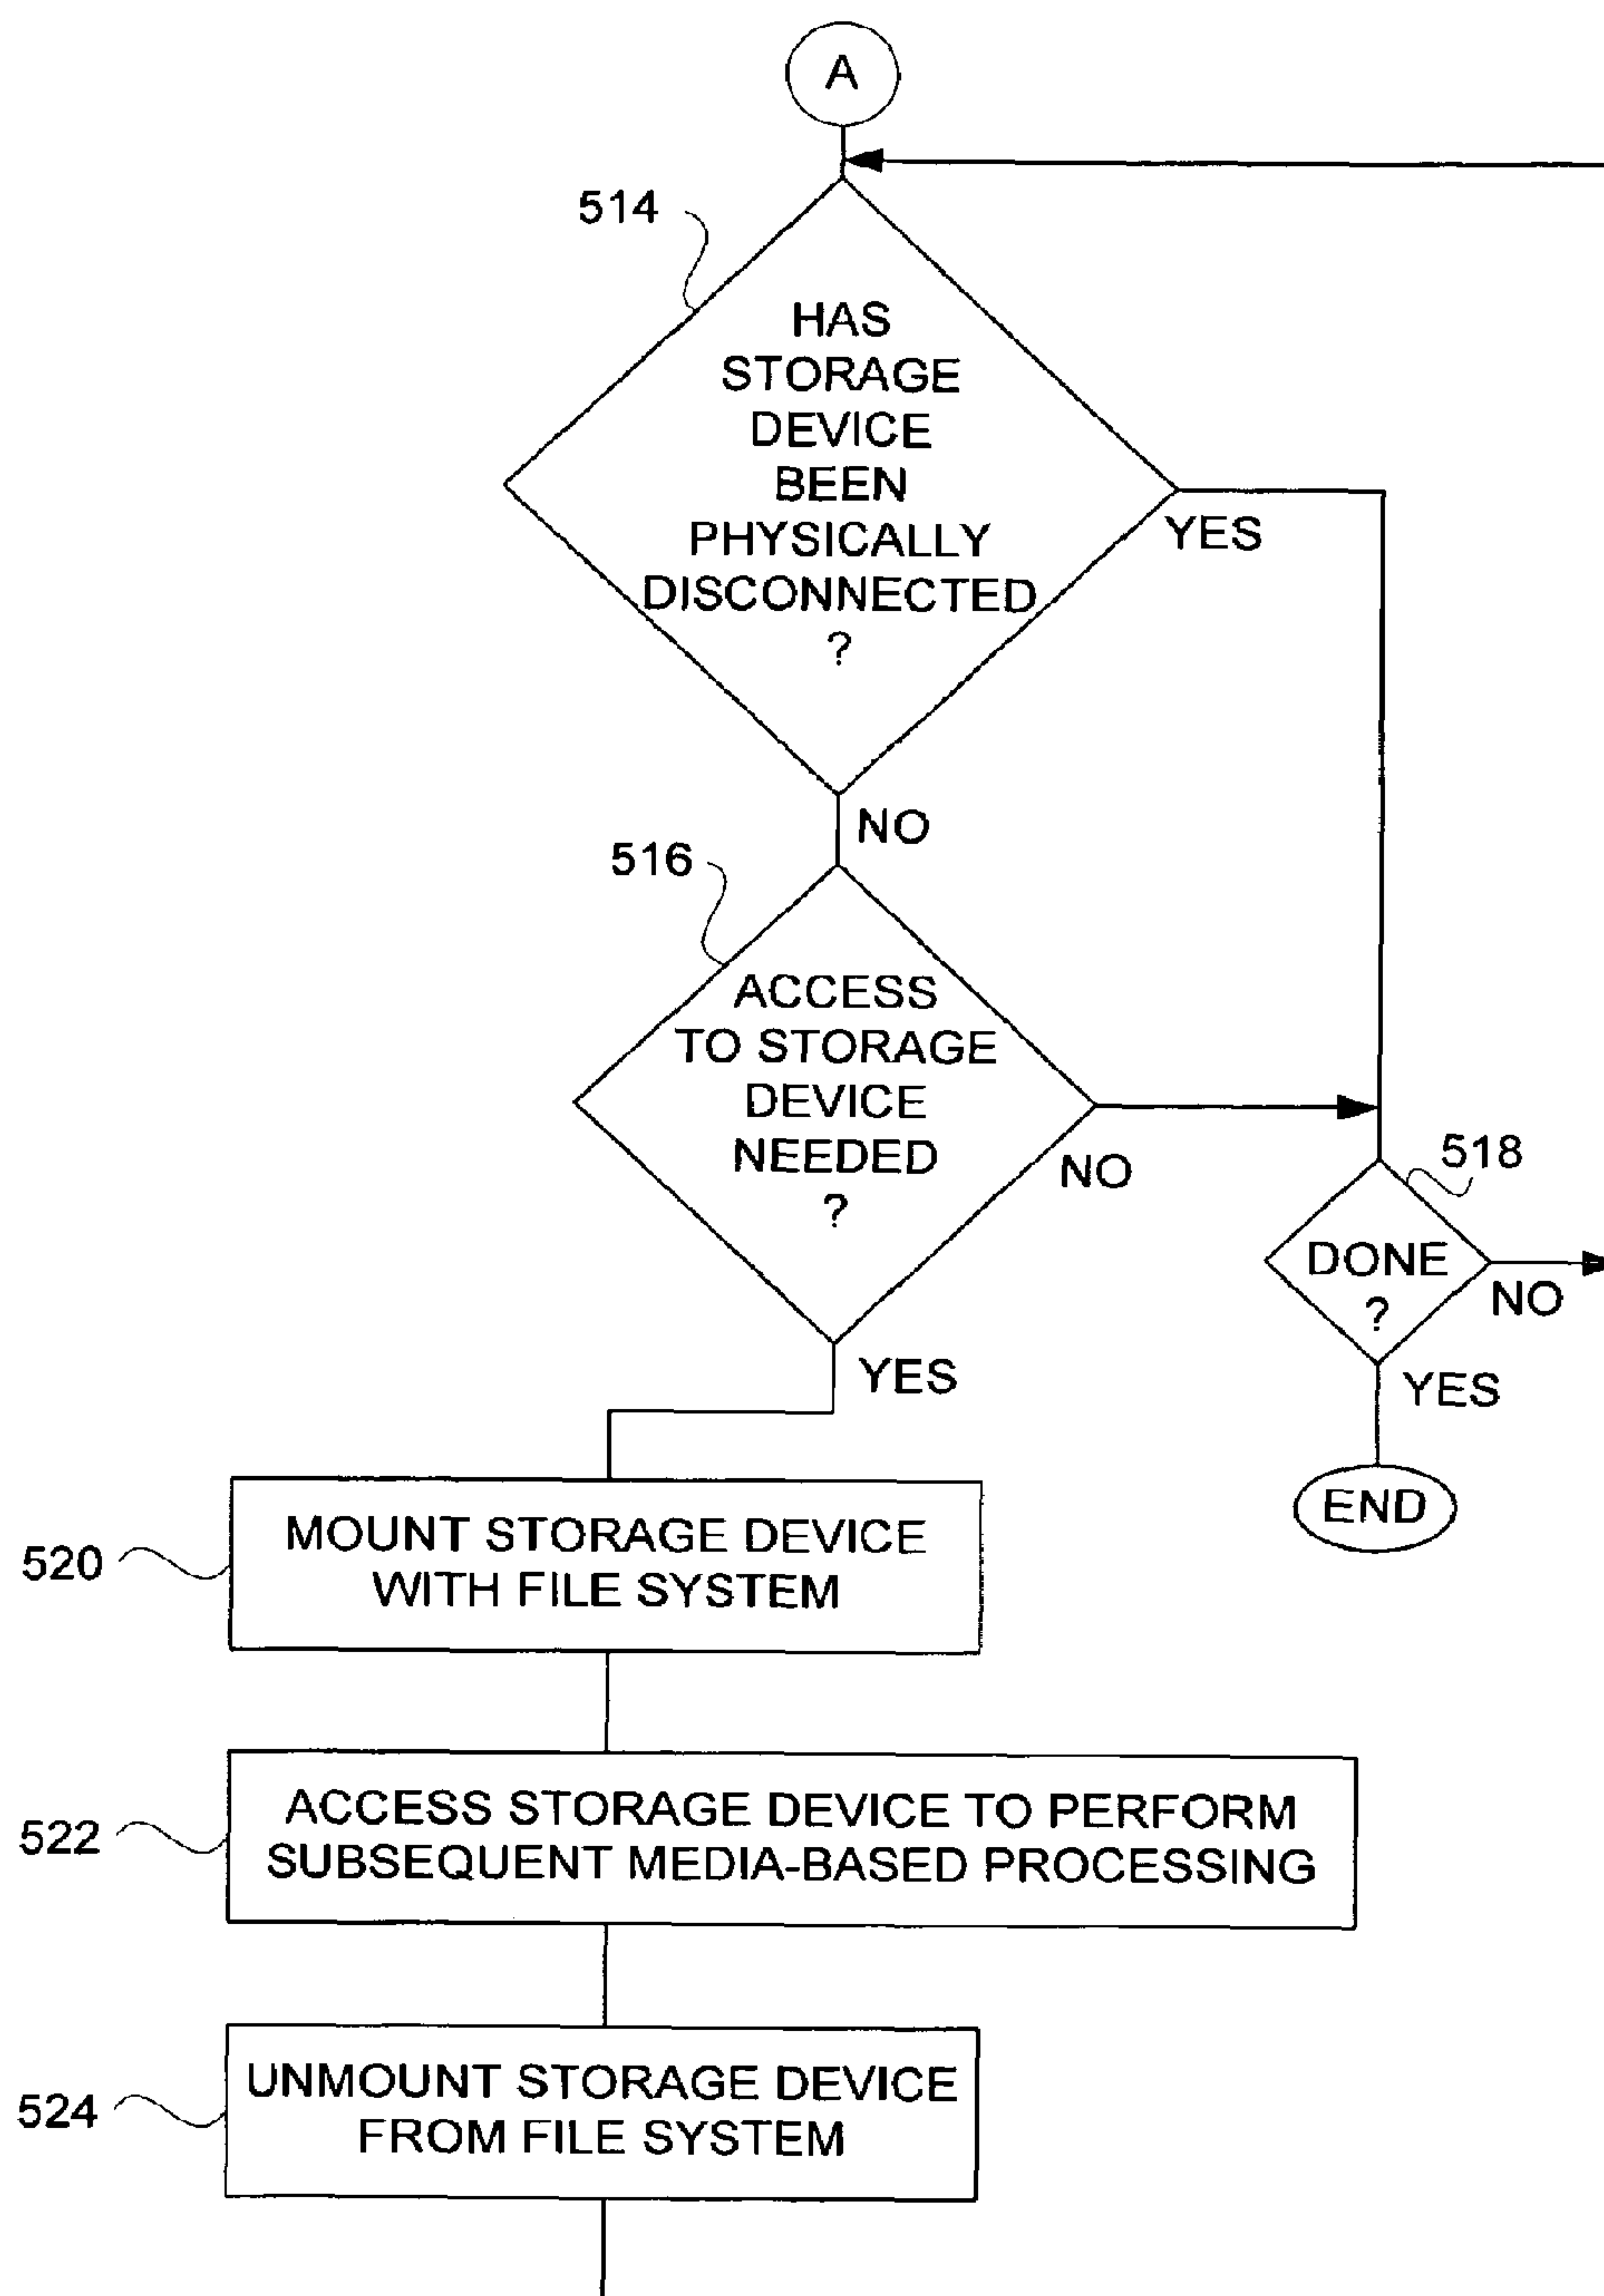 A
514
HAS
STORAGE
DEVICE
BEEN
PHYSICALLY
DISCONNECTED
?
YES
NO
516
ACCESS
TO STORAGE
DEVICE
NEEDED
?
NO
518
DONE
?
NO
YES
YES
END
520
MOUNT STORAGE DEVICE
WITH FILE SYSTEM
522
ACCESS STORAGE DEVICE TO PERFORM
SUBSEQUENT MEDIA-BASED PROCESSING
524
UNMOUNT STORAGE DEVICE
FROM FILE SYSTEM